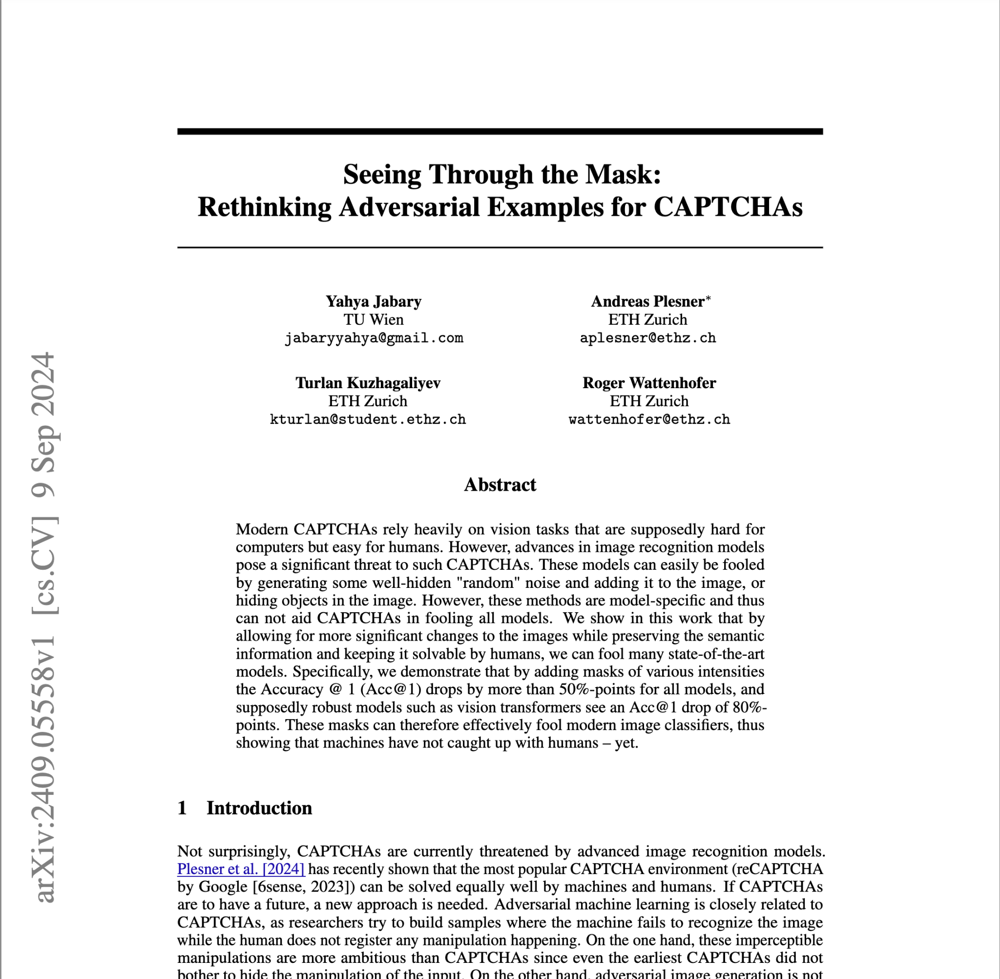 Seeing Through the Mask:
Rethinking Adversarial Examples for CAPTCHAs
Yahya Jabary
TU Wien
jabaryyahya@gmail.com
Andreas Plesner*
ETH Zurich
aplesner@ethz.ch
Turlan Kuzhagaliyev
ETH Zurich
kturlan@student.ethz.ch
Roger Wattenhofer
ETH Zurich
wattenhofer@ethz.ch
Abstract
Modern CAPTCHAs rely heavily on vision tasks that are supposedly hard for
computers but easy for humans. However, advances in image recognition models
pose a significant threat to such CAPTCHAs. These models can easily be fooled
by generating some well-hidden "random" noise and adding it to the image, or
hiding objects in the image. However, these methods are model-specific and thus
can not aid CAPTCHAs in fooling all models. We show in this work that by
allowing for more significant changes to the images while preserving the semantic
information and keeping it solvable by humans, we can fool many state-of-the-art
models. Specifically, we demonstrate that by adding masks of various intensities
the Accuracy @ 1 (Acc@1) drops by more than 50%-points for all models, and
supposedly robust models such as vision transformers see an Acc@1 drop of 80%-
points. These masks can therefore effectively fool modern image classifiers, thus
showing that machines have not caught up with humans – yet.
1 Introduction
Not surprisingly, CAPTCHAs are currently threatened by advanced image recognition models.
Plesner et al. [2024] has recently shown that the most popular CAPTCHA environment (reCAPTCHA
by Google [6sense, 2023]) can be solved equally well by machines and humans. If CAPTCHAs
are to have a future, a new approach is needed. Adversarial machine learning is closely related to
CAPTCHAs, as researchers try to build samples where the machine fails to recognize the image
while the human does not register any manipulation happening. On the one hand, these imperceptible
manipulations are more ambitious than CAPTCHAs since even the earliest CAPTCHAs did not
bother to hide the manipulation of the input. On the other hand, adversarial image generation is not
arXiv:2409.05558v1 [cs.CV] 9 Sep 2024